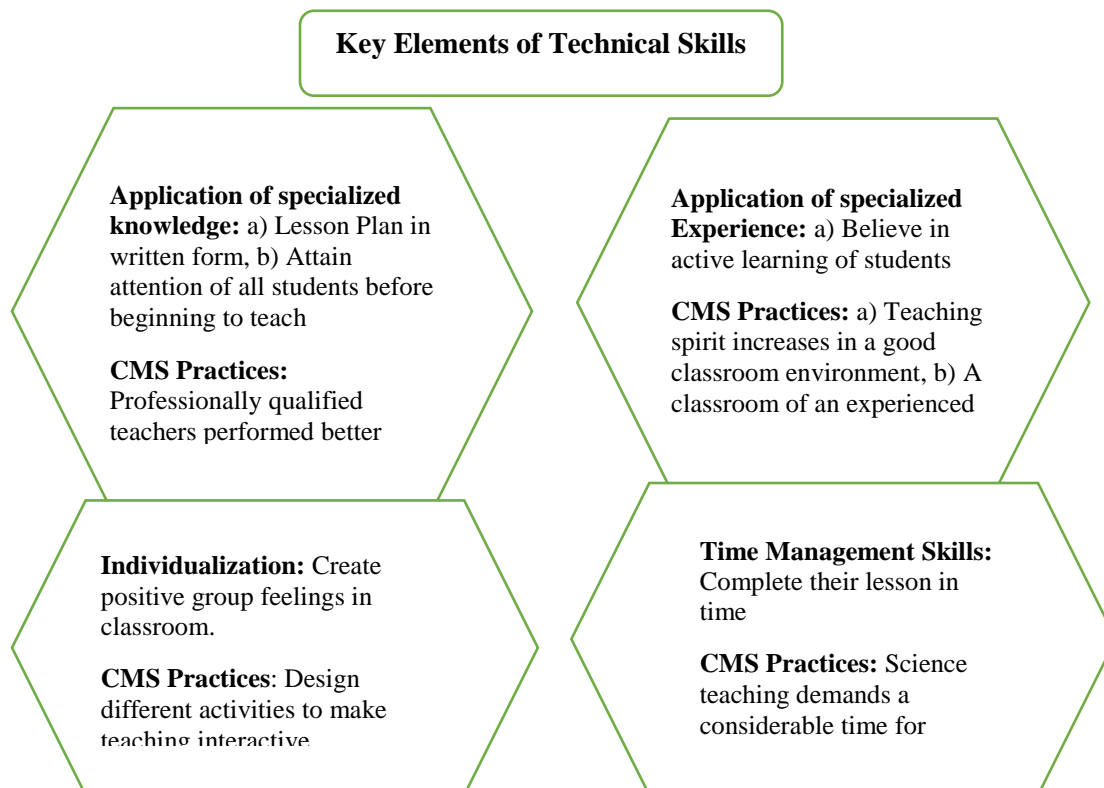 Key Elements of Technical Skills
Application of specialized
knowledge: a) Lesson Plan in
written form, b) Attain
attention of all students before
beginning to teach
CMS Practices:
Professionally qualified
teachers performed better
Application of specialized
Experience: a) Believe in
active learning of students
CMS Practices: a) Teaching
spirit increases in a good
classroom environment, b) A
classroom of an experienced
Individualization: Create
positive group feelings in
classroom.
CMS Practices: Design
different activities to make
teaching interactive
Time Management Skills:
Complete their lesson in
time
CMS Practices: Science
teaching demands a
considerable time for